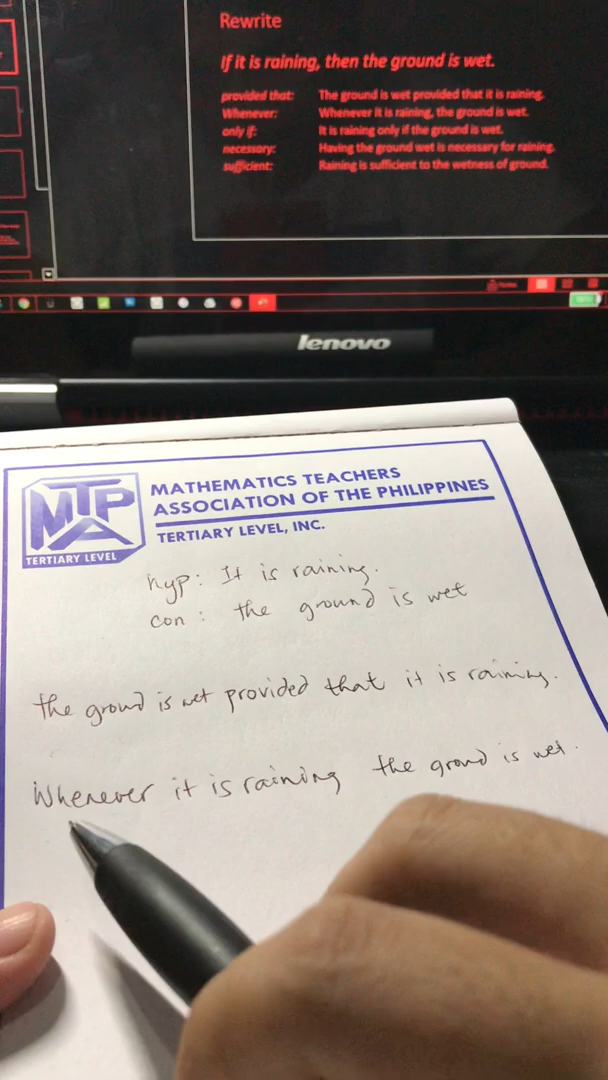 Rewrite
If it is raining, then the ground is wet.
provided that: The ground is wet provided that it is raining.
Whenever: Whenever it is raining, the ground is wet.
only if: It is raining only if the ground is wet.
necessary: Having the ground wet is necessary for raining.
sufficient: Raining is sufficient to the wetness of ground.
lenovo
MTAP
TERTIARY LEVEL
MATHEMATICS TEACHERS
ASSOCIATION OF THE PHILIPPINES
TERTIARY LEVEL, INC.
hyp: It is raining.
con: the ground is wet
the ground is wet provided that it is raining.
Whenever it is raining the ground is wet.